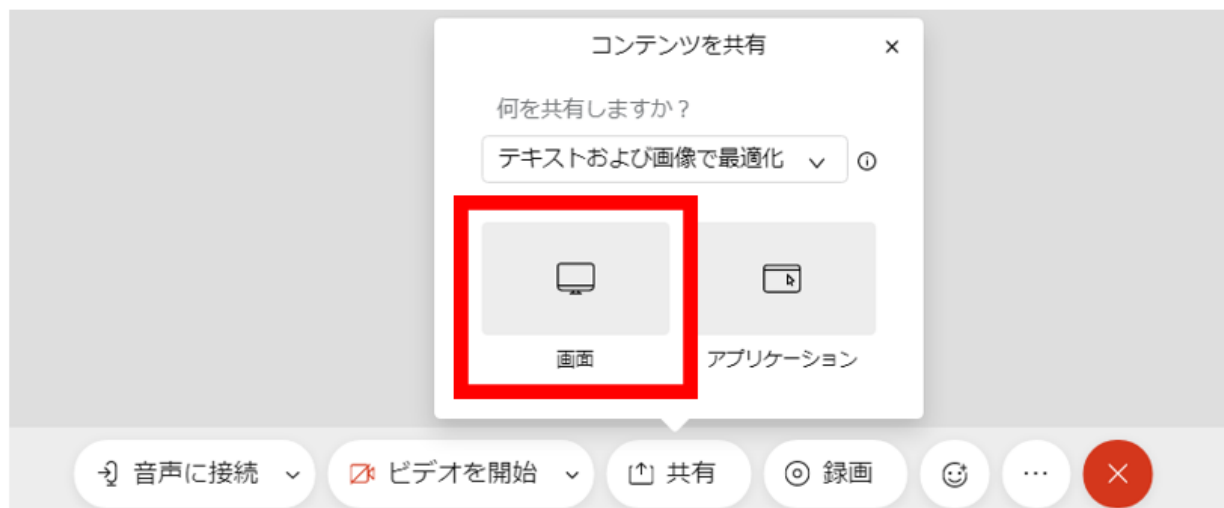 コンテンツを共有
何を共有しますか？
テキストおよび画像で最適化
画面
アプリケーション
音声に接続
ビデオを開始
共有
録画